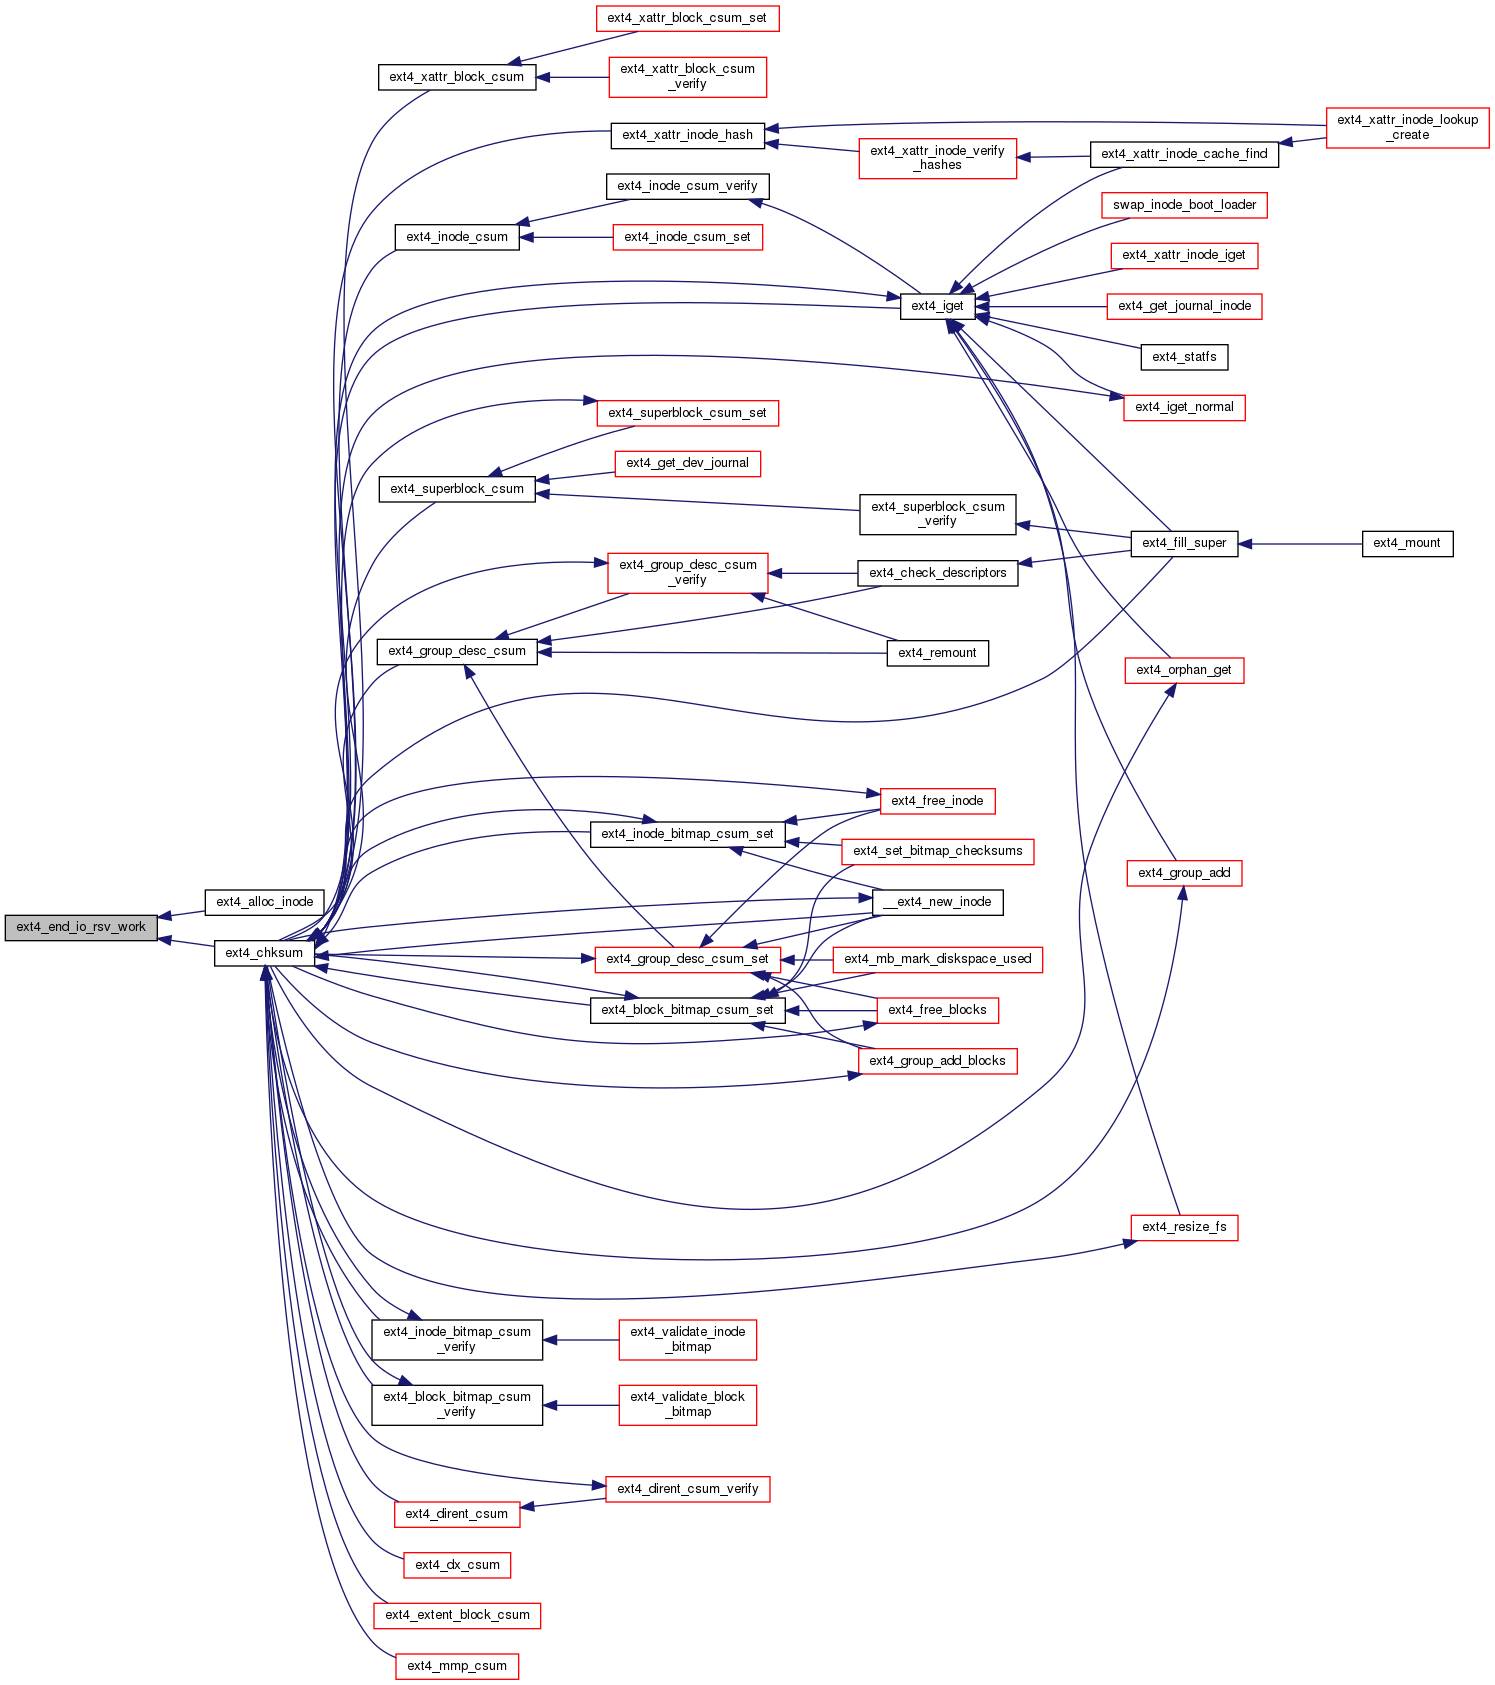 ext4_xattr_block_csum_set
ext4_xattr_block_csum
ext4_xattr_block_csum
_verify
ext4_xattr_inode_hash
ext4_xattr_inode_lookup
_create
ext4_xattr_inode_verify
_hashes
ext4_xattr_inode_cache_find
ext4_inode_csum_verify
swap_inode_boot_loader
ext4_inode_csum
ext4_inode_csum_set
ext4_xattr_inode_iget
ext4_iget
ext4_get_journal_inode
ext4_statfs
ext4_iget_normal
ext4_superblock_csum_set
ext4_get_dev_journal
ext4_superblock_csum
ext4_superblock_csum
_verify
ext4_fill_super
ext4_mount
ext4_group_desc_csum
_verify
ext4_check_descriptors
ext4_group_desc_csum
ext4_remount
ext4_orphan_get
ext4_free_inode
ext4_inode_bitmap_csum_set
ext4_set_bitmap_checksums
ext4_group_add
ext4_alloc_inode
__ext4_new_inode
ext4_end_io_rsv_work
ext4_chksum
ext4_group_desc_csum_set
ext4_mb_mark_diskspace_used
ext4_block_bitmap_csum_set
ext4_free_blocks
ext4_group_add_blocks
ext4_resize_fs
ext4_inode_bitmap_csum
_verify
ext4_validate_inode
_bitmap
ext4_block_bitmap_csum
_verify
ext4_validate_block
_bitmap
ext4_dirent_csum_verify
ext4_dirent_csum
ext4_dx_csum
ext4_extent_block_csum
ext4_mmp_csum